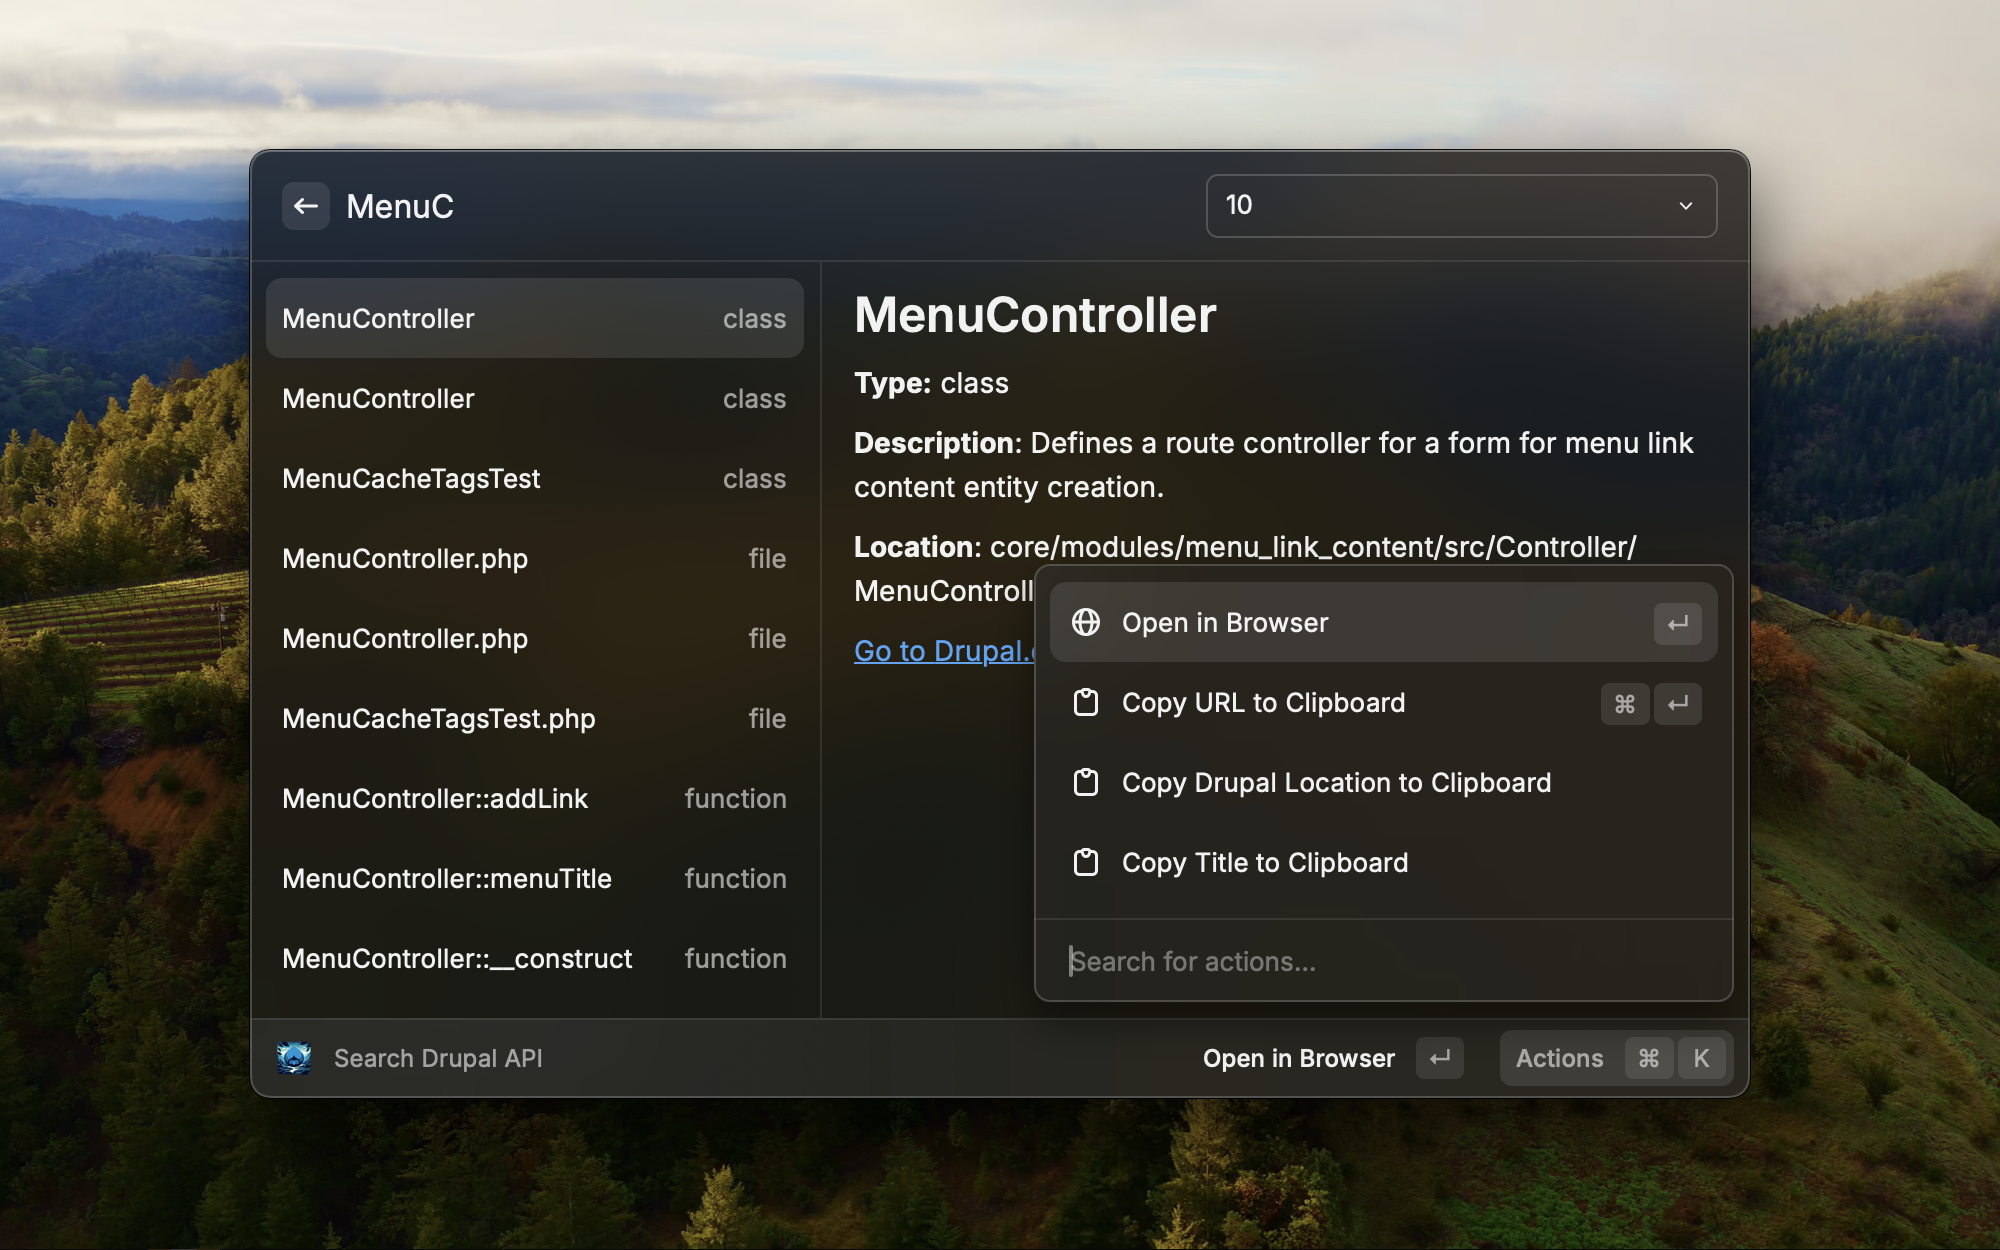 MenuC
10
MenuController class
MenuController class
MenuCacheTagsTest class
MenuController.php file
MenuController.php file
MenuCacheTagsTest.php file
MenuController::addLink function
MenuController::menuTitle function
MenuController::__construct function
MenuController
Type: class
Description: Defines a route controller for a form for menu link
content entity creation.
Location: core/modules/menu_link_content/src/Controller/
MenuControll
Go to Drupal.
Open in Browser
Copy URL to Clipboard ⌘
Copy Drupal Location to Clipboard
Copy Title to Clipboard
Search for actions...
Search Drupal API
Open in Browser
Actions ⌘ K